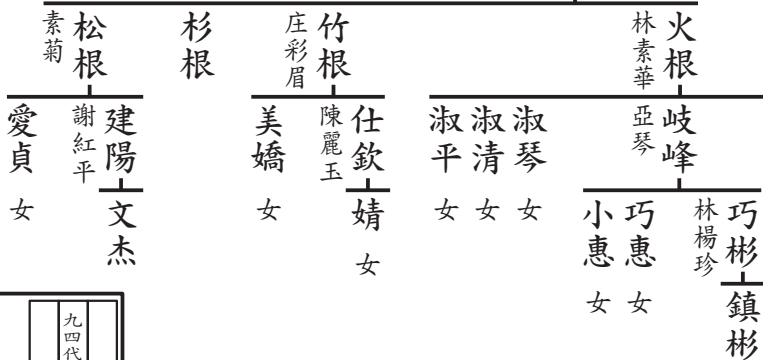 火根
林素華
竹根
庄彩眉
杉根
松根
素菊
岐峰
亞琴
淑琴 女
淑清 女
淑平 女
仕欽
陳麗玉
美嬌 女
建陽
謝紅平
愛貞 女
巧彬
林楊珍
巧惠 女
小惠 女
婧 女
文杰
鎮彬
九四代